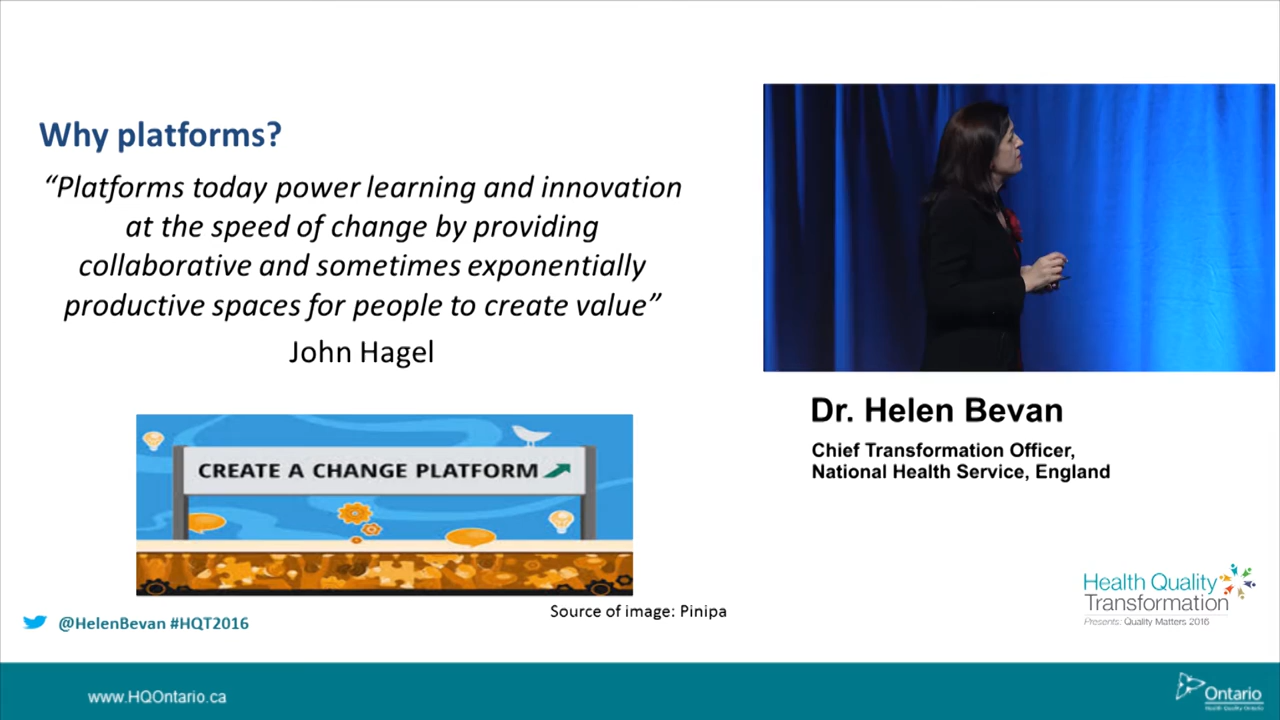 Why platforms?
“Platforms today power learning and innovation
at the speed of change by providing
collaborative and sometimes exponentially
productive spaces for people to create value”
John Hagel
CREATE A CHANGE PLATFORM
Source of image: Pinipa
@HelenBevan #HQT2016
Dr. Helen Bevan
Chief Transformation Officer,
National Health Service, England
Health Quality
Transformation
Presents: Quality Matters 2016
www.HQOntario.ca
Ontario
Health Quality Ontario